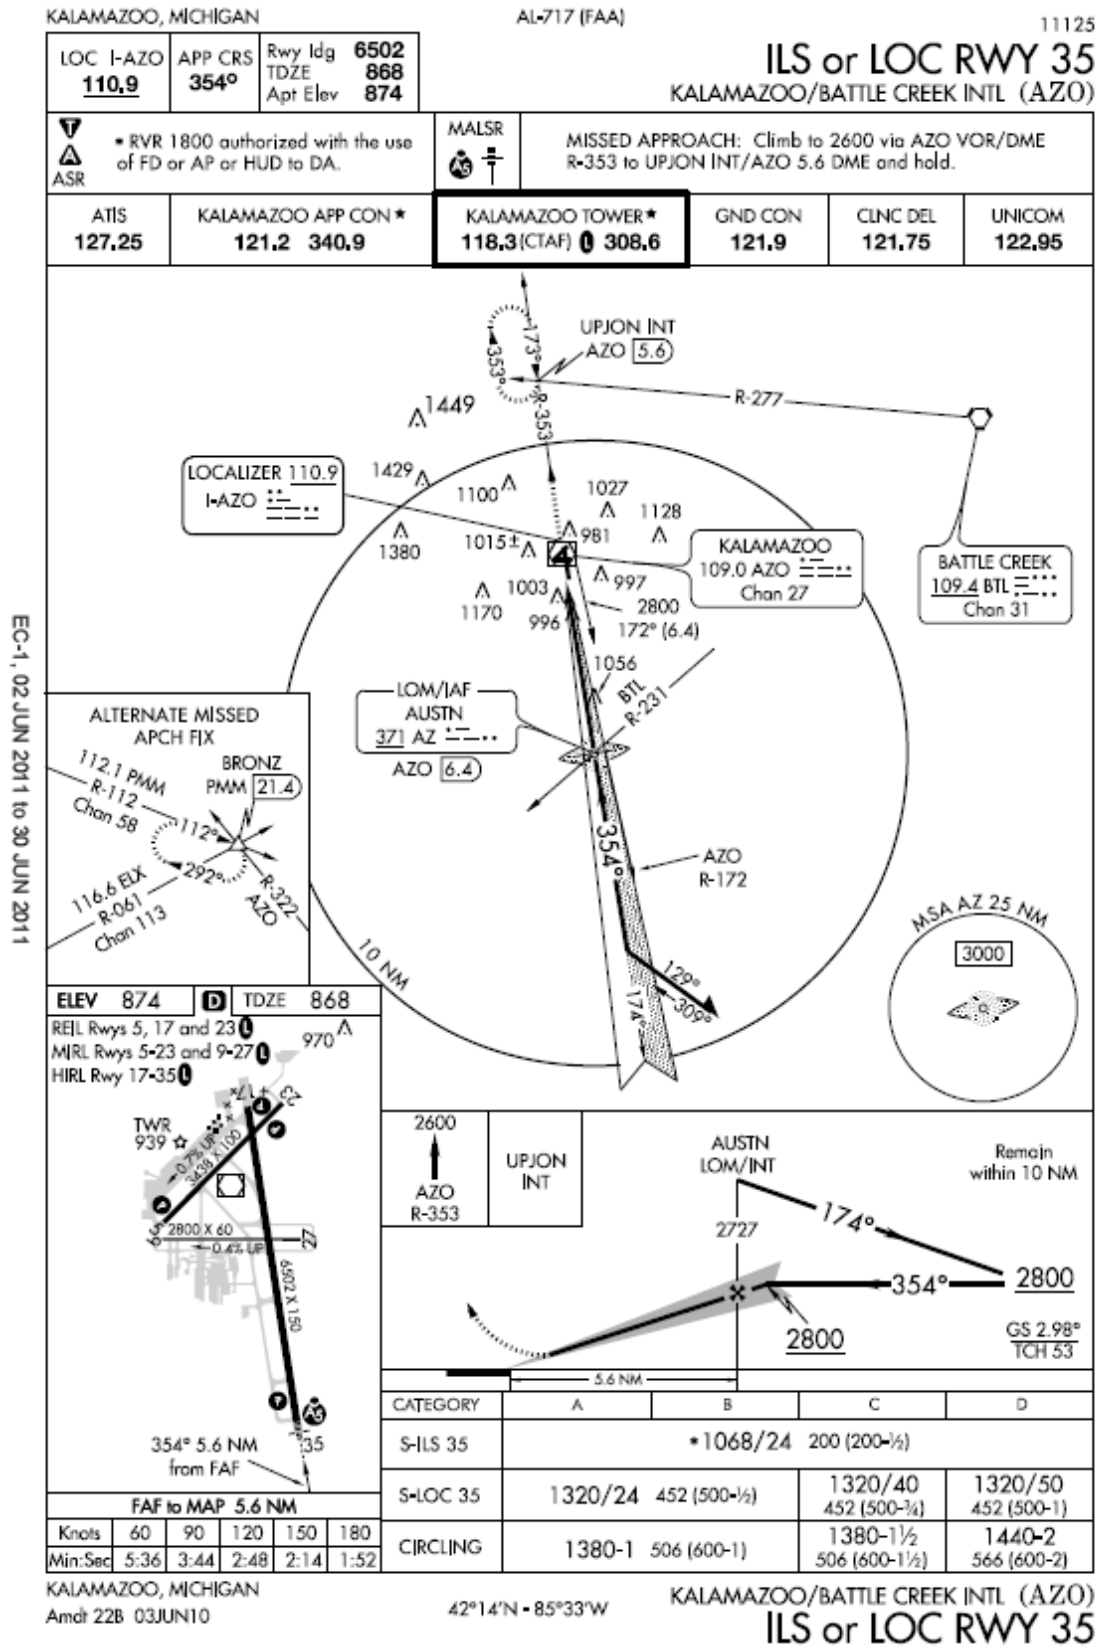 KALAMAZOO, MICHIGAN
AL-717 (FAA)
11125
LOC I-AZO
110.9
APP CRS
354°
Rwy ldg 6502
TDZE 868
Apt Elev 874
ILS or LOC RWY 35
KALAMAZOO/BATTLE CREEK INTL (AZO)
T
A
ASR
* RVR 1800 authorized with the use
of FD or AP or HUD to DA.
MALSR
A5
MISSED APPROACH: Climb to 2600 via AZO VOR/DME
R-353 to UPJON INT/AZO 5.6 DME and hold.
ATIS
127.25
KALAMAZOO APP CON *
121.2 340.9
KALAMAZOO TOWER *
118.3 (CTAF) L 308.6
GND CON
121.9
CLNC DEL
121.75
UNICOM
122.95
UPJON INT
AZO 5.6
173°
353°
R-353
R-277
1449
LOCALIZER 110.9
I-AZO
1429
1100
1027
1128
1380
1015±
981
KALAMAZOO
109.0 AZO
Chan 27
BATTLE CREEK
109.4 BTL
Chan 31
1170
1003
997
996
2800
172° (6.4)
1056
BTL
R-231
LOM/IAF
AUSTN
371 AZ
AZO 6.4
354°
AZO
R-172
129°
309°
174°
10 NM
MSA AZ 25 NM
3000
ALTERNATE MISSED
APCH FIX
BRONZ
PMM 21.4
112.1 PMM
R-112
Chan 58
112°
292°
116.6 ELX
R-061
Chan 113
R-322
AZO
EC-1, 02 JUN 2011 to 30 JUN 2011
ELEV 874 D TDZE 868
REIL Rwys 5, 17 and 23 L
MIRL Rwys 5-23 and 9-27 L
HIRL Rwy 17-35 L
970
17
23
TWR
939
0.7% UP
3438 X 100
5
9
2800 X 60
0.4% UP
27
6502 X 150
A5
35
354° 5.6 NM
from FAF
FAF to MAP 5.6 NM
Knots 60 90 120 150 180
Min:Sec 5:36 3:44 2:48 2:14 1:52
2600
AZO
R-353
UPJON
INT
AUSTN
LOM/INT
Remain
within 10 NM
2727
174°
354°
2800
2800
GS 2.98°
TCH 53
5.6 NM
CATEGORY A B C D
S-ILS 35 *1068/24 200 (200-½)
S-LOC 35 1320/24 452 (500-½) 1320/40 452 (500-¾) 1320/50 452 (500-1)
CIRCLING 1380-1 506 (600-1) 1380-1½ 506 (600-1½) 1440-2 566 (600-2)
KALAMAZOO, MICHIGAN
Amdt 22B 03JUN10
42°14'N - 85°33'W
KALAMAZOO/BATTLE CREEK INTL (AZO)
ILS or LOC RWY 35